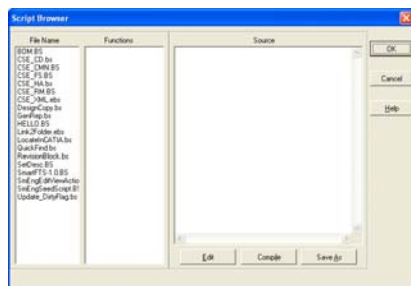 Script Browser
File Name
Functions
Source
BOM.BS
CSE_CD.bs
CSE_CMN.BS
CSE_FS.BS
CSE_HA.bs
CSE_RM.BS
CSE_XML.ebs
DesignCopy.bs
GenRep.bs
HELLO.BS
Link2Folder.ebs
LocateInCATIA.bs
QuickFind.bs
RevisionBlock.bs
SetDesc.BS
SmartFTS-1.0.BS
SmEngEditViewActio
SmEngSeedScript.BS
Update_DirtyFlag.bs
OK
Cancel
Help
Edit
Compile
Save As